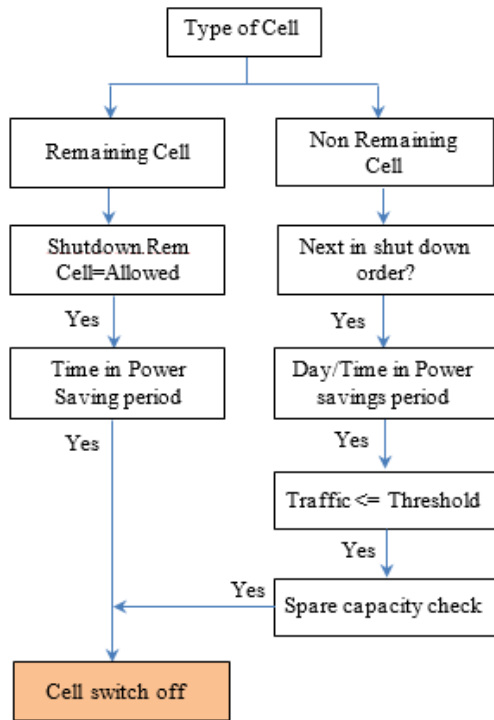 Type of Cell
Remaining Cell
Non Remaining
Cell
Shutdown.Rem
Cell=Allowed
Next in shut down
order?
Yes
Yes
Time in Power
Saving period
Day/Time in Power
savings period
Yes
Yes
Traffic <= Threshold
Yes
Yes
Spare capacity check
Cell switch off